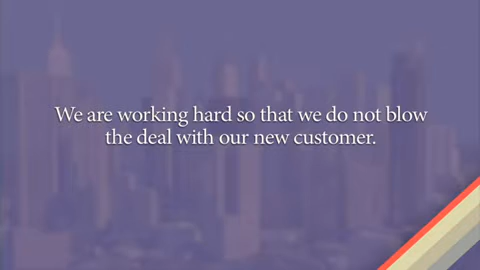 We are working hard so that we do not blow
the deal with our new customer.